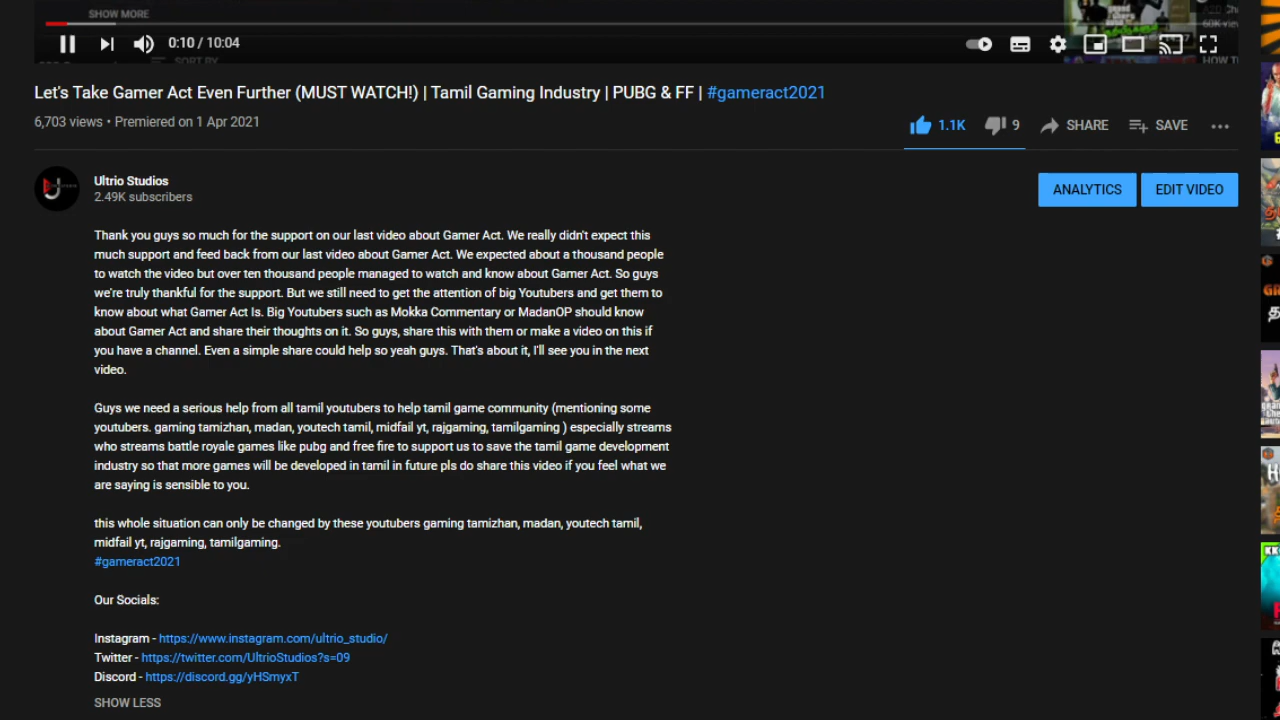 SHOW MORE
0:10 / 10:04
SORT BY
60K
HOW T
Let's Take Gamer Act Even Further (MUST WATCH!) | Tamil Gaming Industry | PUBG & FF | #gameract2021
6,703 views • Premiered on 1 Apr 2021
1.1K
9
SHARE
SAVE
Ultrio Studios
2.49K subscribers
ANALYTICS
EDIT VIDEO
Thank you guys so much for the support on our last video about Gamer Act. We really didn't expect this
much support and feed back from our last video about Gamer Act. We expected about a thousand people
to watch the video but over ten thousand people managed to watch and know about Gamer Act. So guys
we're truly thankful for the support. But we still need to get the attention of big Youtubers and get them to
know about what Gamer Act Is. Big Youtubers such as Mokka Commentary or MadanOP should know
about Gamer Act and share their thoughts on it. So guys, share this with them or make a video on this if
you have a channel. Even a simple share could help so yeah guys. That's about it, I'll see you in the next
video.
Guys we need a serious help from all tamil youtubers to help tamil game community (mentioning some
youtubers. gaming tamizhan, madan, youtech tamil, midfail yt, rajgaming, tamilgaming ) especially streams
who streams battle royale games like pubg and free fire to support us to save the tamil game development
industry so that more games will be developed in tamil in future pls do share this video if you feel what we
are saying is sensible to you.
this whole situation can only be changed by these youtubers gaming tamizhan, madan, youtech tamil,
midfail yt, rajgaming, tamilgaming.
#gameract2021
Our Socials:
Instagram - https://www.instagram.com/ultrio_studio/
Twitter - https://twitter.com/UltrioStudios?s=09
Discord - https://discord.gg/yHSmyxT
SHOW LESS